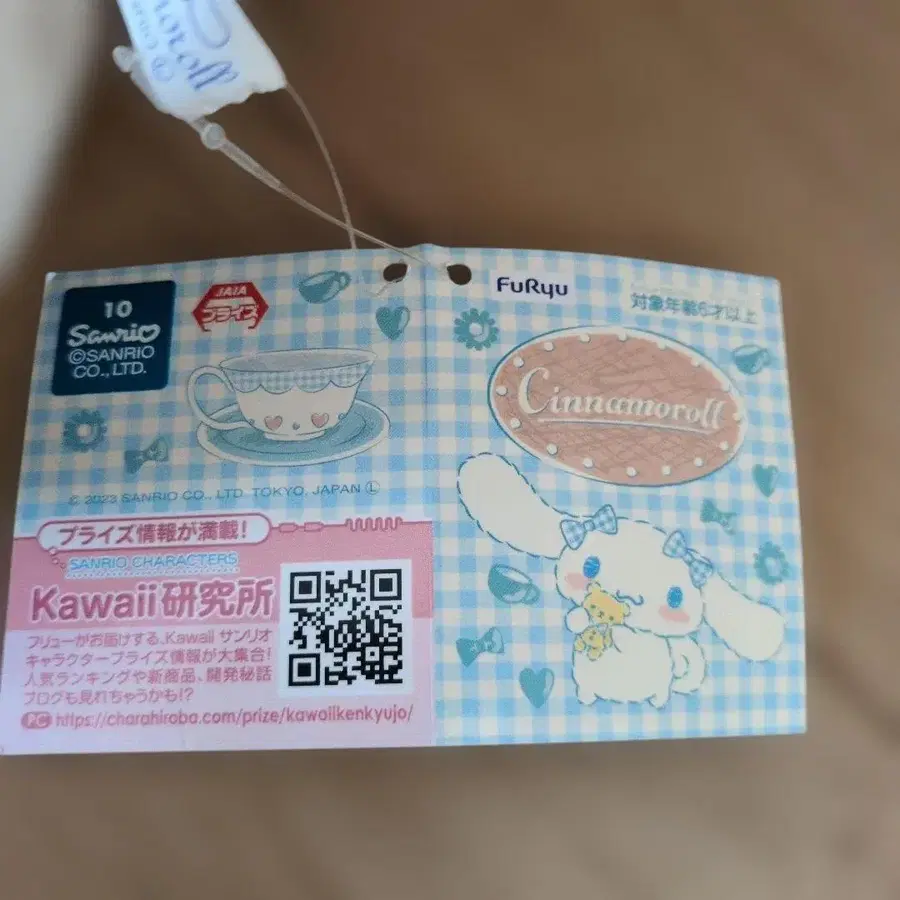 10
Sanrio
©SANRIO
CO., LTD.
JAIA
プライズ
© 2023 SANRIO CO., LTD. TOKYO, JAPAN Ⓛ
プライズ情報が満載!
SANRIO CHARACTERS
Kawaii研究所
フリューがお届けする、Kawaii サンリオ
キャラクタープライズ情報が大集合!
人気ランキングや新商品、開発秘話
ブログも見れちゃうかも!?
PC https://charahiroba.com/prize/kawaiikenkyujo/
FuRyu
対象年齢6才以上
Cinnamoroll